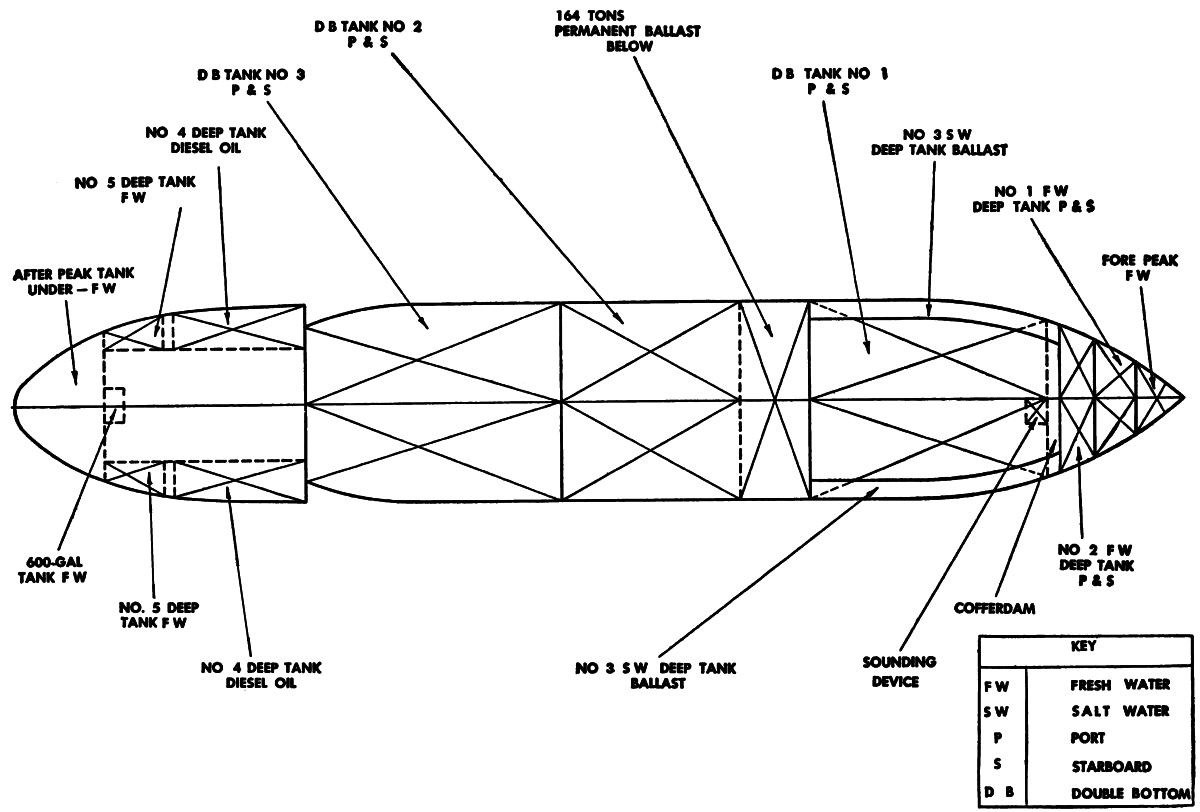 164 TONS
PERMANENT BALLAST
BELOW
D B TANK NO 2
P & S
D B TANK NO 3
P & S
D B TANK NO 1
P & S
NO 4 DEEP TANK
DIESEL OIL
NO 3 S W
DEEP TANK BALLAST
NO 5 DEEP TANK
F W
NO 1 F W
DEEP TANK P & S
AFTER PEAK TANK
UNDER – F W
FORE PEAK
F W
600-GAL
TANK F W
NO. 5 DEEP
TANK F W
NO 4 DEEP TANK
DIESEL OIL
NO 3 S W DEEP TANK
BALLAST
SOUNDING
DEVICE
COFFERDAM
NO 2 F W
DEEP TANK
P & S
KEY
F W FRESH WATER
S W SALT WATER
P PORT
S STARBOARD
D B DOUBLE BOTTOM